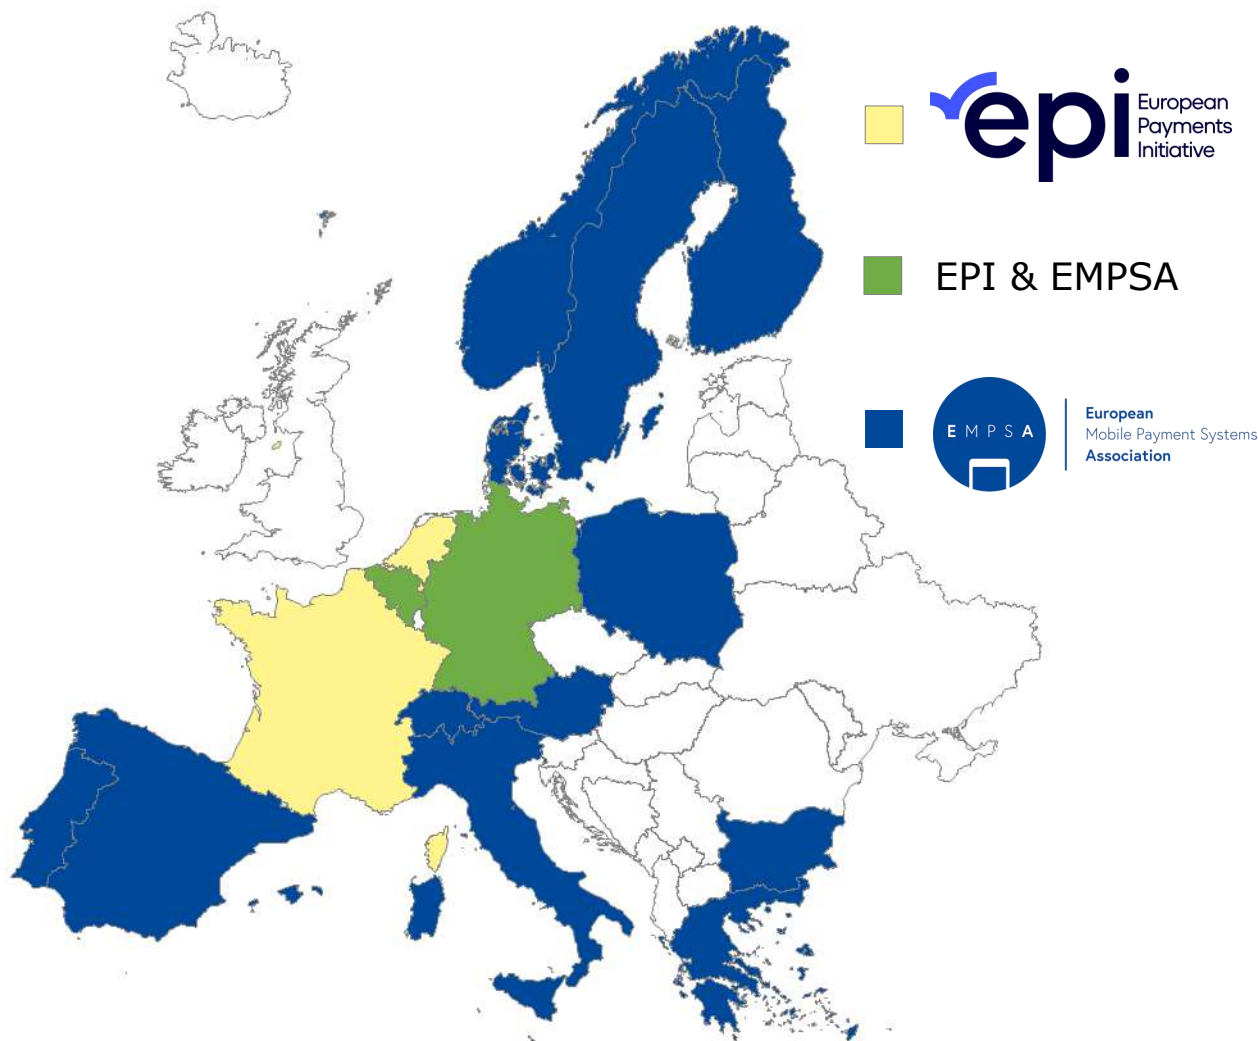 epi
European
Payments
Initiative
EPI & EMPSA
EMPSA
European
Mobile Payment Systems
Association